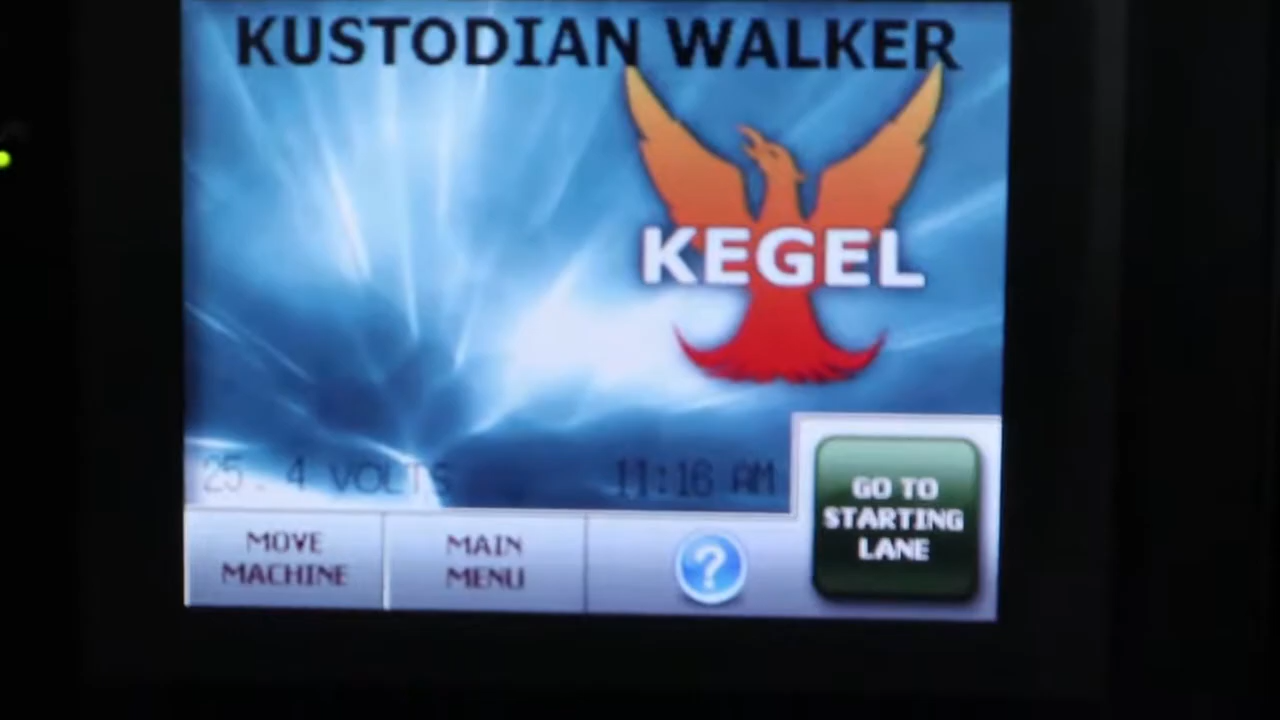 KUSTODIAN WALKER
KEGEL
25.4 VOLTS
11:16 AM
GO TO
STARTING
LANE
MOVE
MACHINE
MAIN
MENU
?